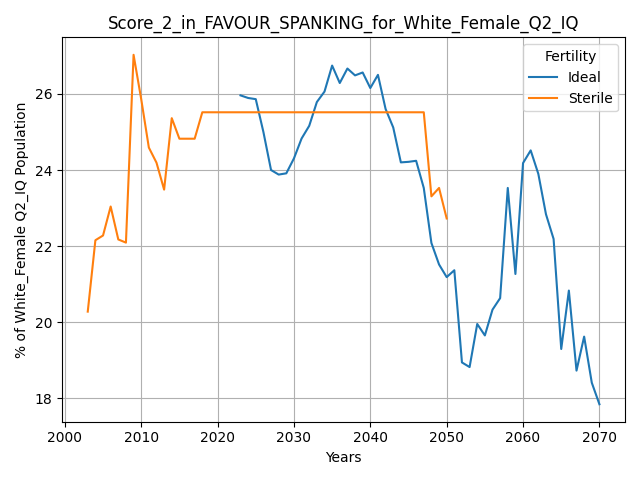 Score_2_in_FAVOUR_SPANKING_for_White_Female_Q2_IQ
Fertility
Ideal
Sterile
% of White_Female Q2_IQ Population
26
24
22
20
18
2000 2010 2020 2030 2040 2050 2060 2070
Years